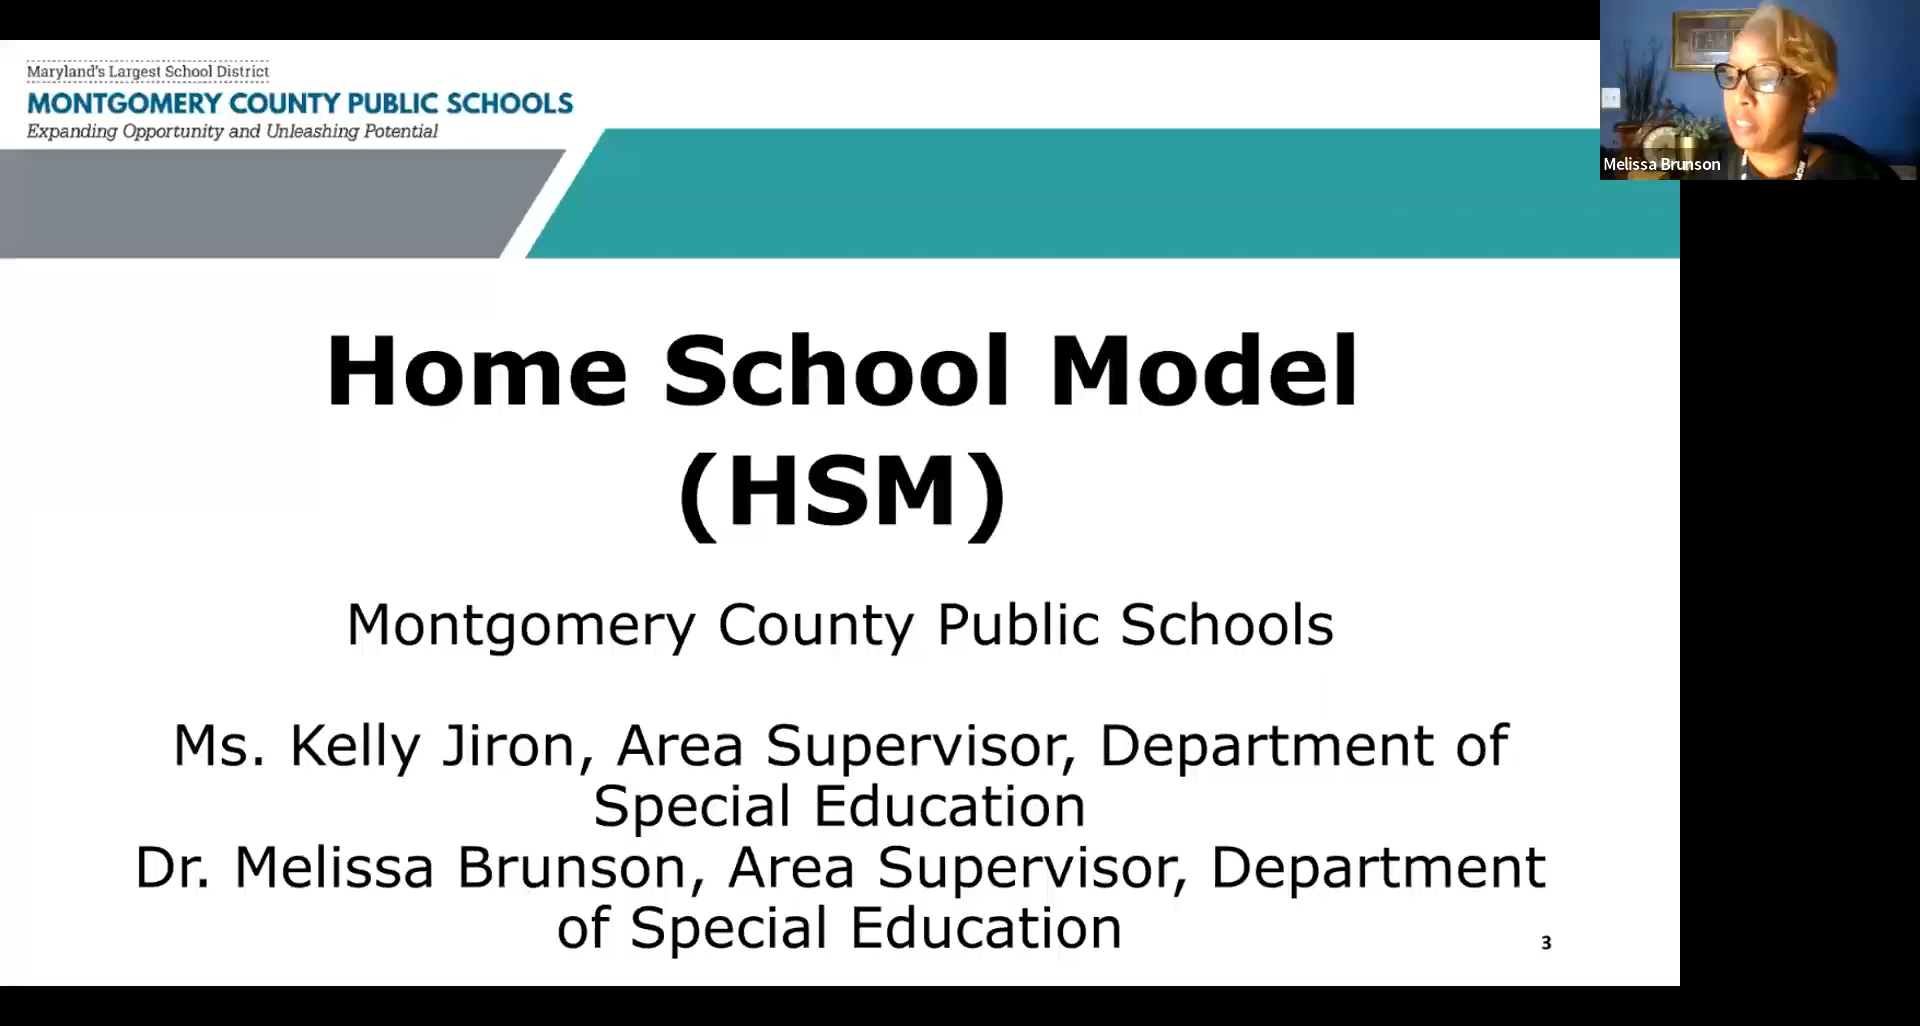 Maryland's Largest School District
MONTGOMERY COUNTY PUBLIC SCHOOLS
Expanding Opportunity and Unleashing Potential
Melissa Brunson
Home School Model
(HSM)
Montgomery County Public Schools
Ms. Kelly Jiron, Area Supervisor, Department of
Special Education
Dr. Melissa Brunson, Area Supervisor, Department
of Special Education
3